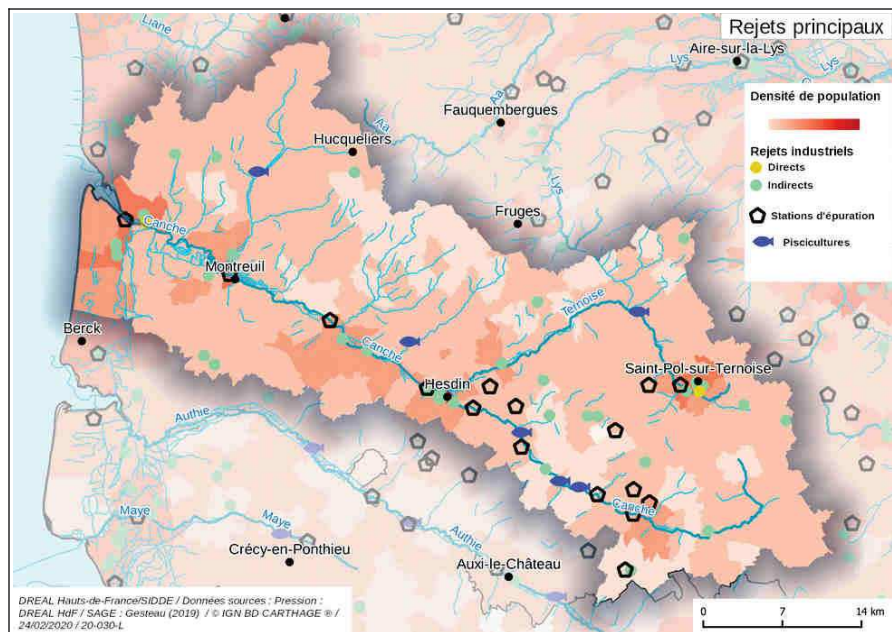 Rejets principaux
Liane
Aire-sur-la-Lys
Lys
Lys
Aa
Aa
Fauquembergues
Hucqueliers
Densité de population
Rejets industriels
Directs
Indirects
Stations d'épuration
Piscicultures
Lys
Fruges
Canche
Montreuil
Ternoise
Berck
Canche
Saint-Pol-sur-Ternoise
Hesdin
Authie
Canche
Maye
Maye
Authie
Crécy-en-Ponthieu
Auxi-le-Château
DREAL Hauts-de-France/SIDDE / Données sources : Pression :
DREAL HdF / SAGE : Gesteau (2019) / © IGN BD CARTHAGE ® /
24/02/2020 / 20-030-L
0 7 14 km